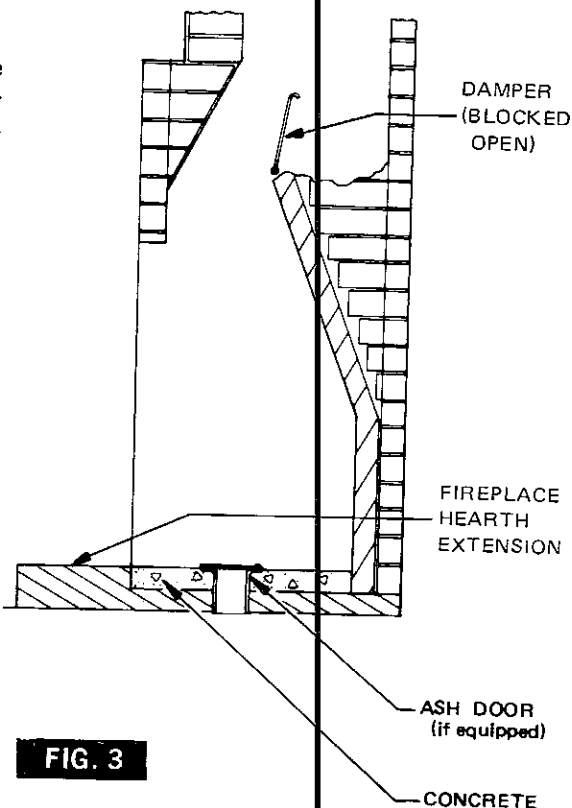 e
DAMPER
(BLOCKED
OPEN)
FIREPLACE
HEARTH
EXTENSION
ASH DOOR
(if equipped)
FIG. 3
CONCRETE